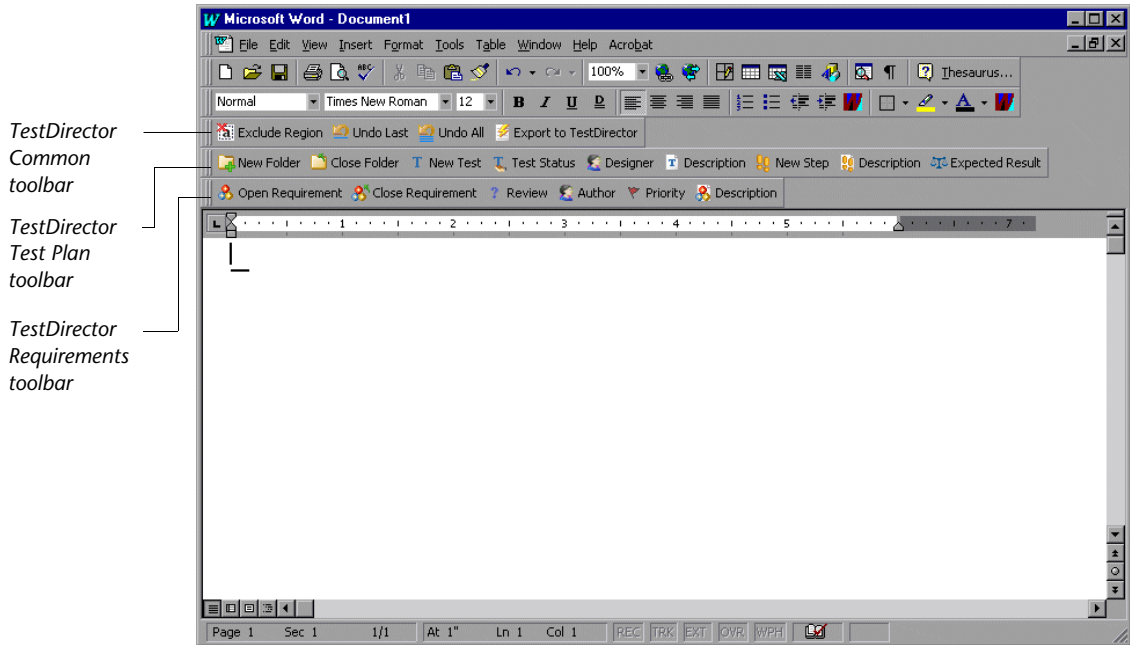 Microsoft Word - Document1
File Edit View Insert Format Tools Table Window Help Acrobat
100% Thesaurus...
Normal Times New Roman 12 B I U D
Exclude Region Undo Last Undo All Export to TestDirector
New Folder Close Folder T New Test T Test Status Designer T Description New Step Description Expected Result
Open Requirement Close Requirement ? Review Author Priority Description
1 2 3 4 5 7
Page 1 Sec 1 1/1 At 1" Ln 1 Col 1 REC TRK EXT OVR WPH
TestDirector
Common
toolbar
TestDirector
Test Plan
toolbar
TestDirector
Requirements
toolbar